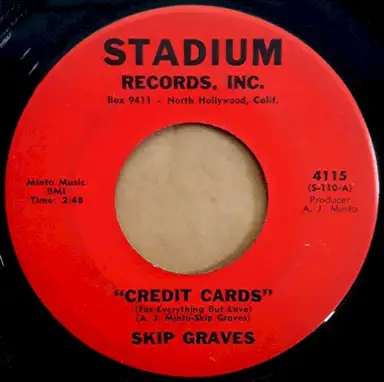 STADIUM
RECORDS, INC.
Box 9411 - North Hollywood, Calif.
Minto Music
BMI
Time: 2:48
4115
(S-110-A)
Producer
A. J. Minto
"CREDIT CARDS"
(For Everything But Love)
(A. J. Minto-Skip Graves)
SKIP GRAVES